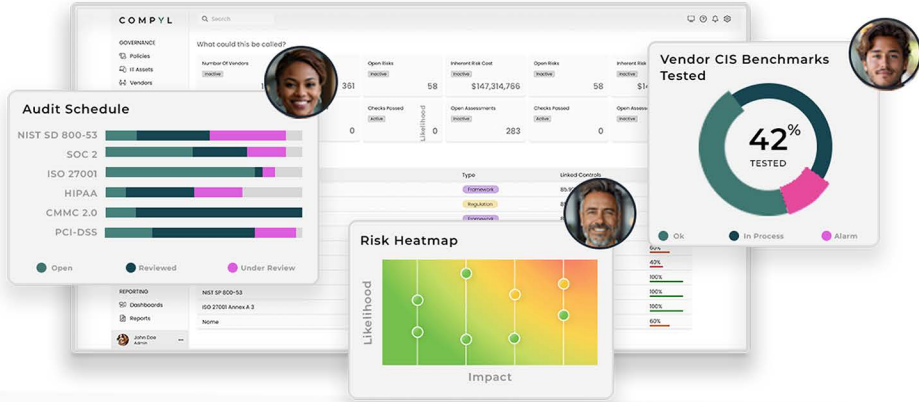 COMPYL
Search
GOVERNANCE
What could this be called?
Policies
IT Assets
Vendors
Number Of Vendors
Inactive
361
Open Risks
Inactive
58
Inherent Risk Cost
Inactive
$147,314,766
Open Risks
Inactive
58
Inherent Risk
Inactive
Checks Passed
Active
0
Likelihood
0
Open Assessments
Inactive
283
Checks Passed
Active
0
Open Assess
Inactive
Type
Linked Controls
Framework
Regulation
Framework
60%
40%
100%
100%
60%
REPORTING
Dashboards
Reports
John Doe
Admin
NIST SP 800-53
ISO 27001 Annex A 3
Name
Audit Schedule
NIST SD 800-53
SOC 2
ISO 27001
HIPAA
CMMC 2.0
PCI-DSS
Open
Reviewed
Under Review
Risk Heatmap
Likelihood
Impact
Vendor CIS Benchmarks
Tested
42%
TESTED
Ok
In Process
Alarm